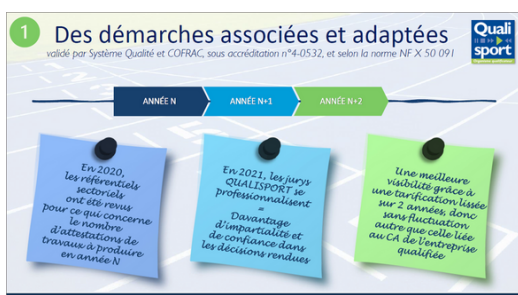 1
Des démarches associées et adaptées
validé par Système Qualité et COFRAC, sous accréditation n°4-0532, et selon la norme NF X 50 091
Quali
sport
ANNÉE N
ANNÉE N+1
ANNÉE N+2
En 2020,
les référentiels
sectoriels
ont été revus
pour ce qui concerne
le nombre
d'attestations de
travaux à produire
en année N
En 2021, les jurys
QUALISPORT se
professionnalisent
=
Davantage
d'impartialité et
de confiance dans
les décisions rendues
Une meilleure
visibilité grâce à
une tarification lissée
sur 2 années, donc
sans fluctuation
autre que celle liée
au CA de l'entreprise
qualifiée